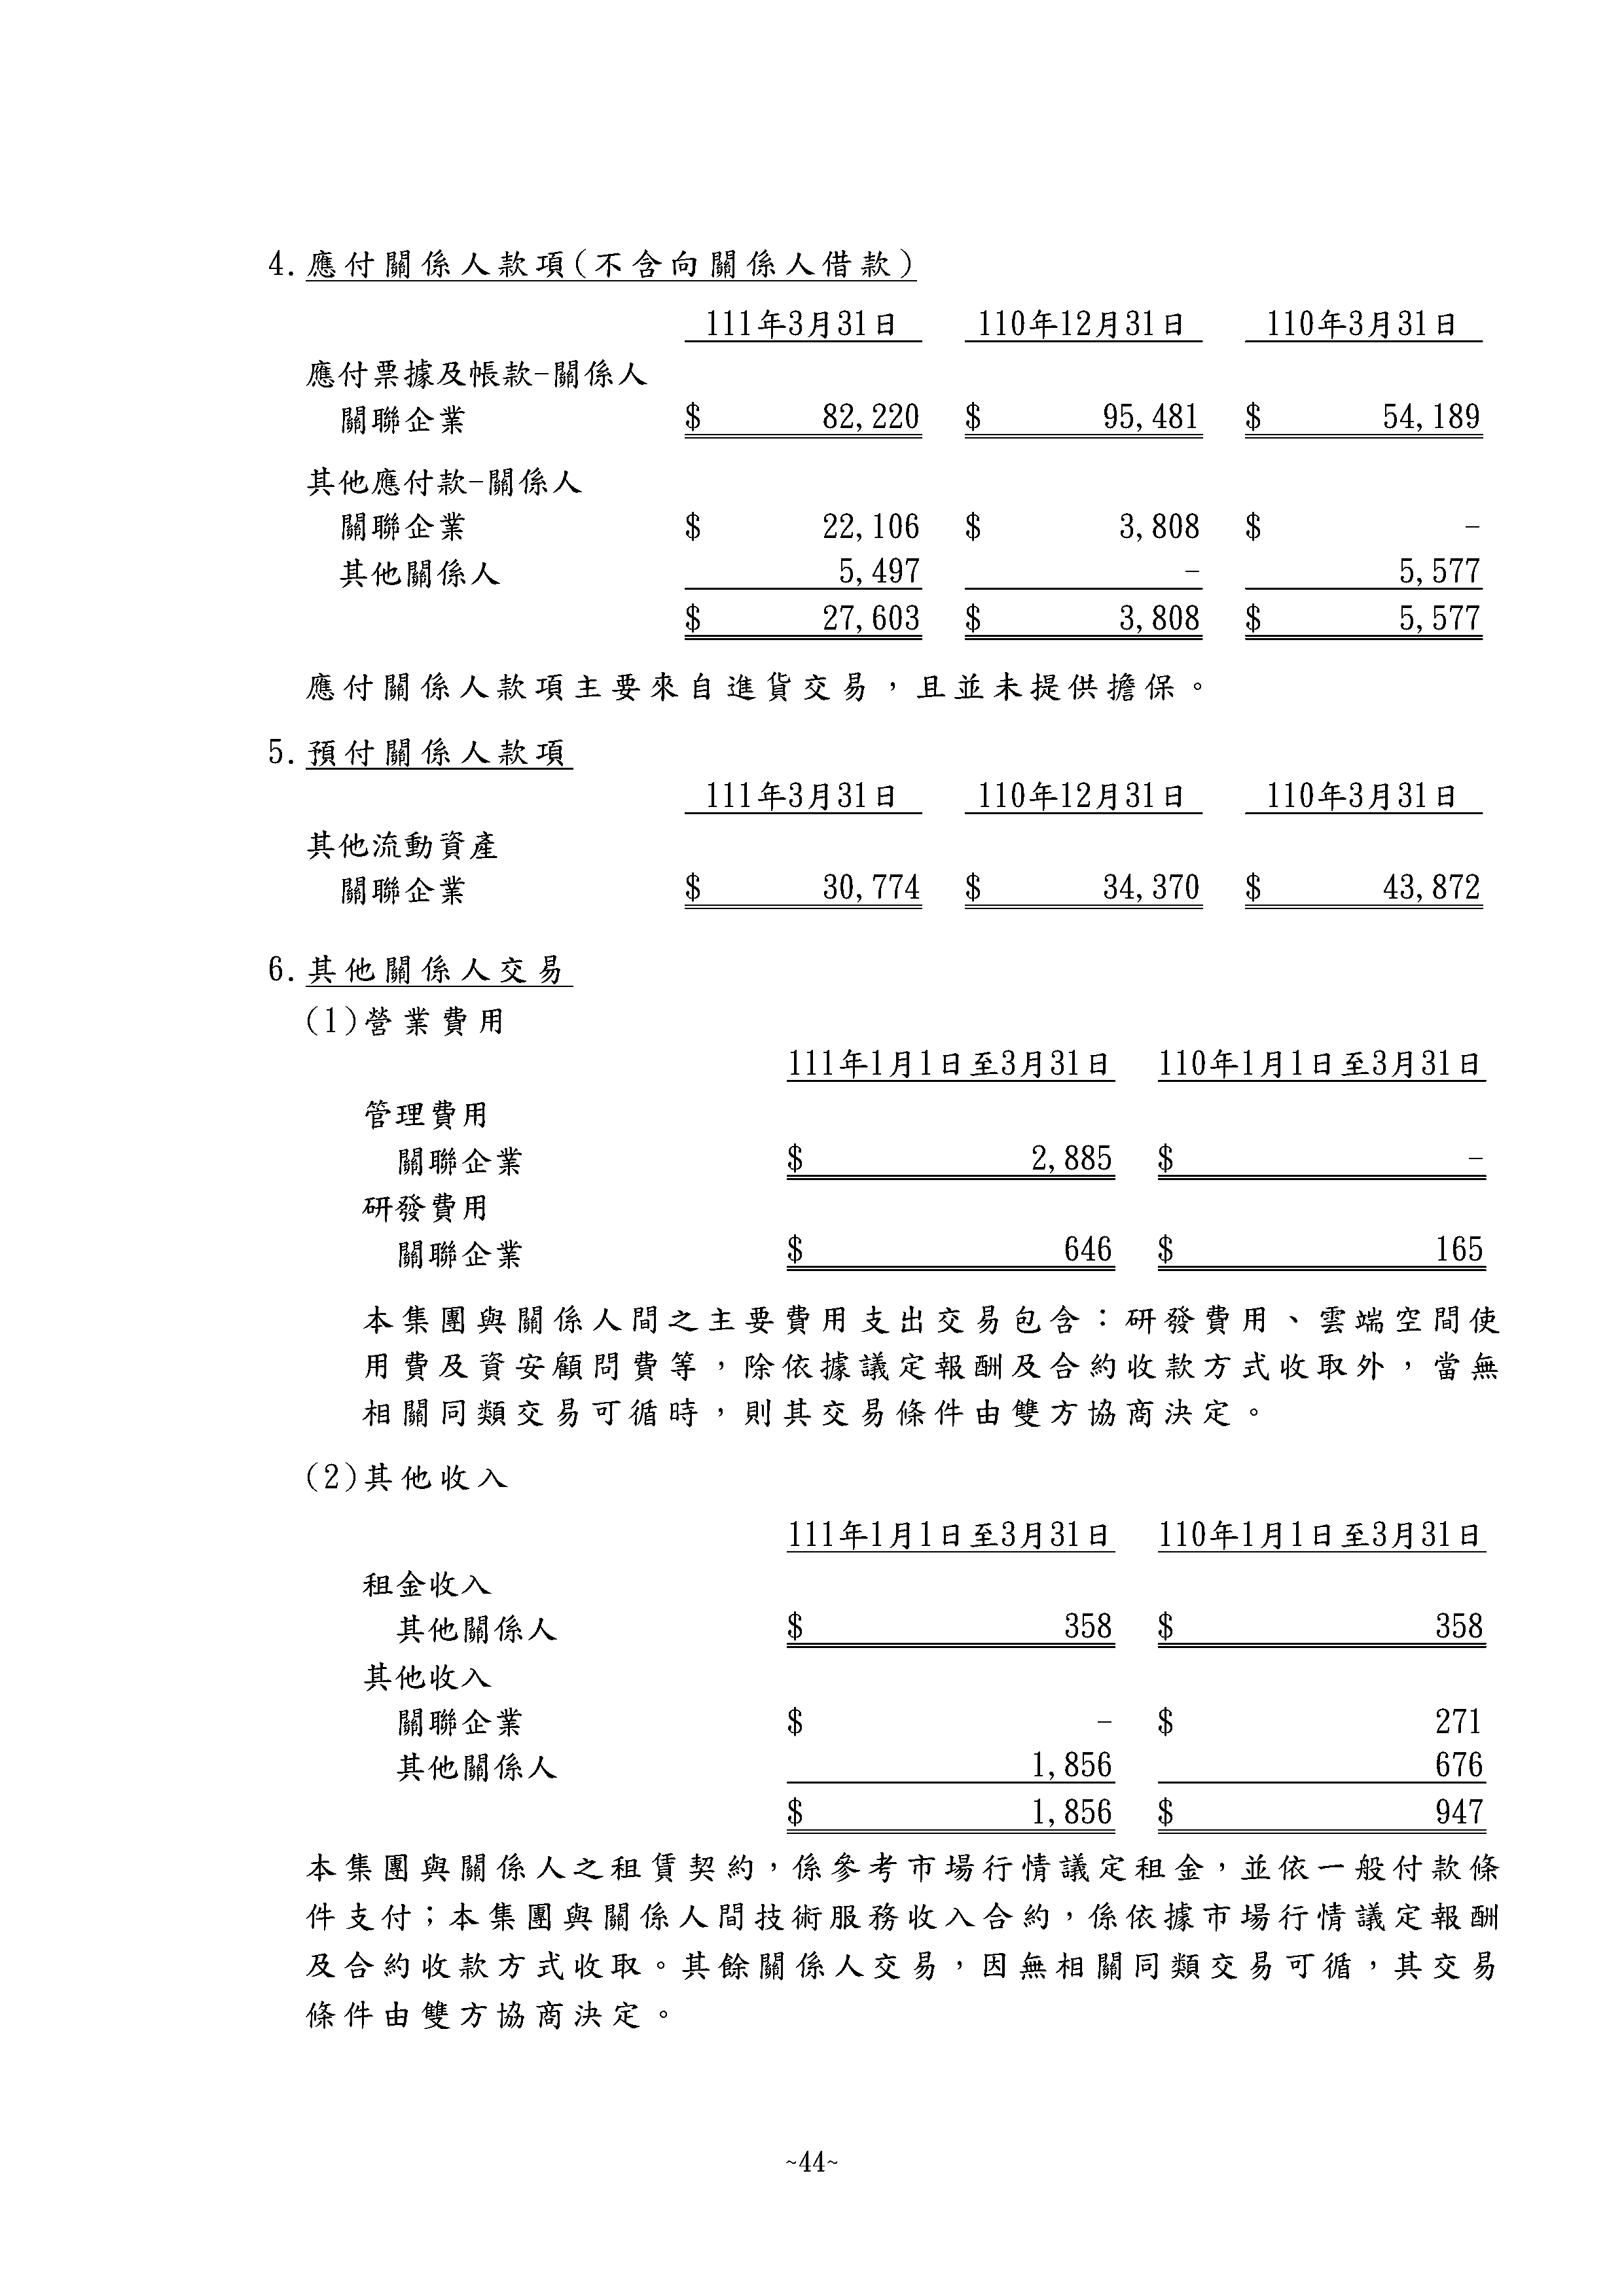 4.應付關係人款項(不含向關係人借款)
111年3月31日 110年12月31日 110年3月31日
應付票據及帳款-關係人
關聯企業 $ 82,220 $ 95,481 $ 54,189
其他應付款-關係人
關聯企業 $ 22,106 $ 3,808 $ -
其他關係人 5,497 - 5,577
$ 27,603 $ 3,808 $ 5,577
應付關係人款項主要來自進貨交易，且並未提供擔保。
5.預付關係人款項
111年3月31日 110年12月31日 110年3月31日
其他流動資產
關聯企業 $ 30,774 $ 34,370 $ 43,872
6.其他關係人交易
(1)營業費用
111年1月1日至3月31日 110年1月1日至3月31日
管理費用
關聯企業 $ 2,885 $ -
研發費用
關聯企業 $ 646 $ 165
本集團與關係人間之主要費用支出交易包含：研發費用、雲端空間使
用費及資安顧問費等，除依據議定報酬及合約收款方式收取外，當無
相關同類交易可循時，則其交易條件由雙方協商決定。
(2)其他收入
111年1月1日至3月31日 110年1月1日至3月31日
租金收入
其他關係人 $ 358 $ 358
其他收入
關聯企業 $ - $ 271
其他關係人 1,856 676
$ 1,856 $ 947
本集團與關係人之租賃契約，係參考市場行情議定租金，並依一般付款條
件支付；本集團與關係人間技術服務收入合約，係依據市場行情議定報酬
及合約收款方式收取。其餘關係人交易，因無相關同類交易可循，其交易
條件由雙方協商決定。
~44~